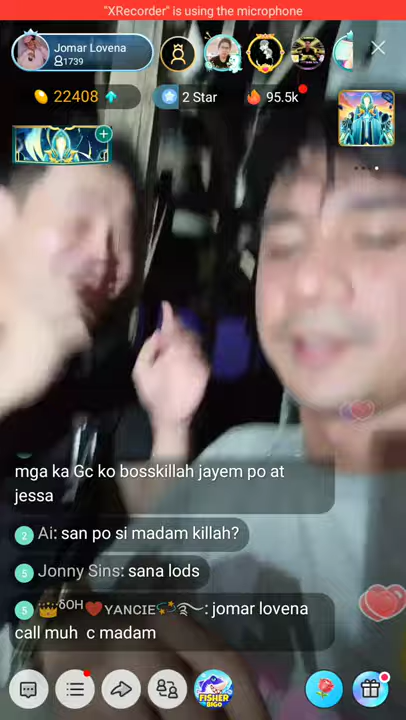 "XRecorder" is using the microphone
Jomar Lovena
1739
22408
2 Star
95.5k
mga ka Gc ko bosskillah jayem po at
jessa
2 Ai: san po si madam killah?
5 Jonny Sins: sana lods
5 👑ᵟᴼᴴ❤️ʏᴀɴᴄɪᴇ💫࿐: jomar lovena
call muh c madam
FISHER
BIGO